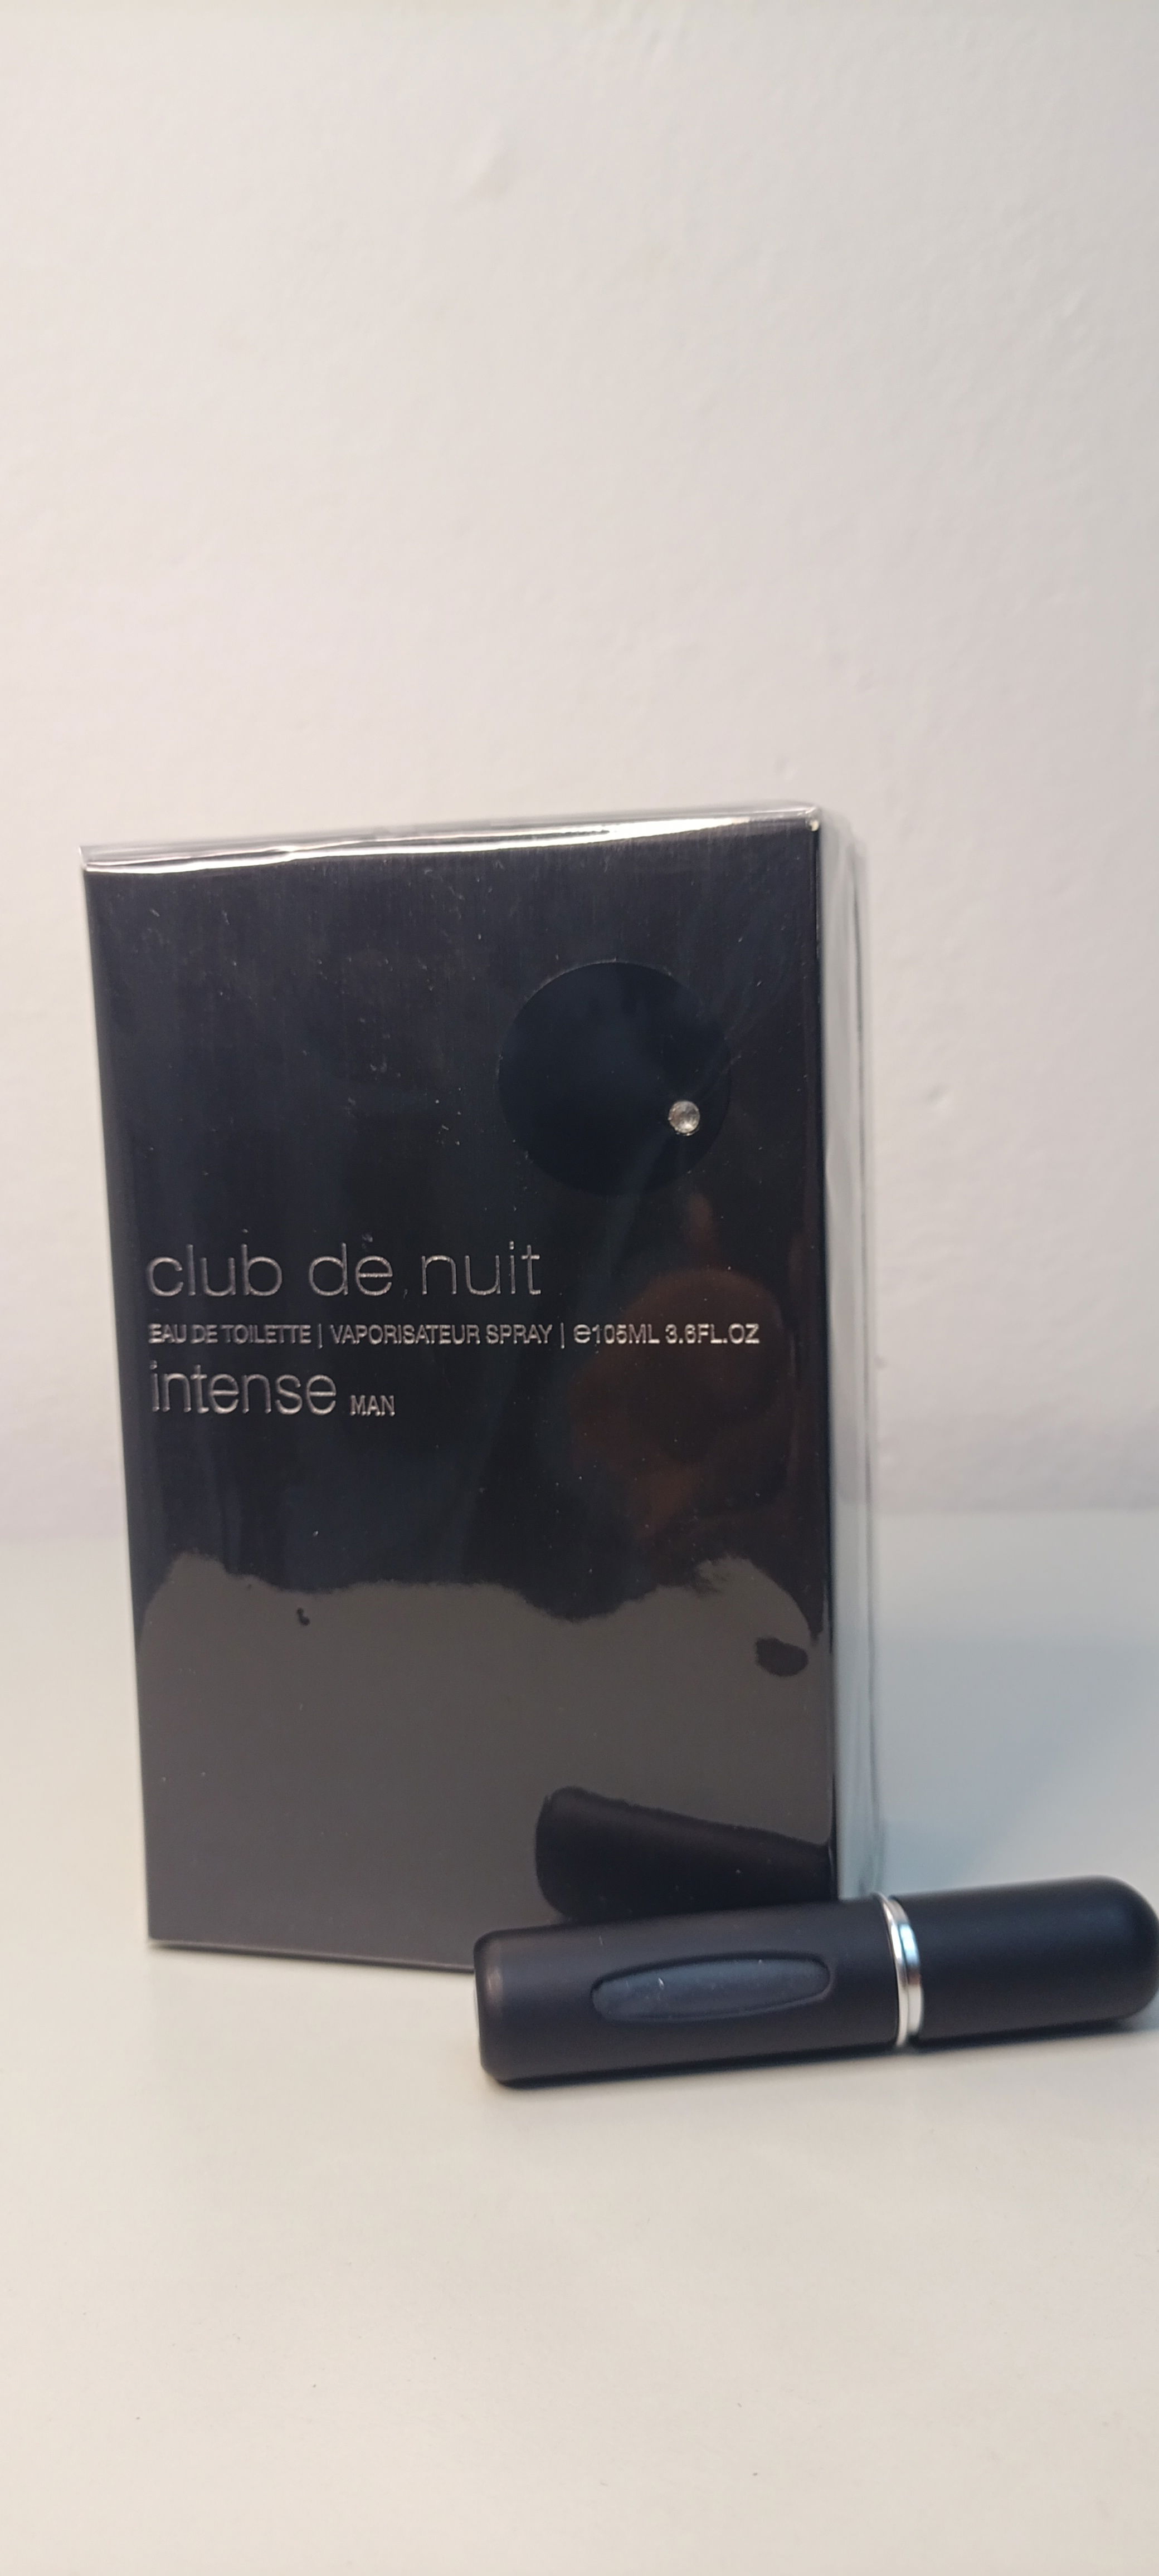 club de nuit
EAU DE TOILETTE | VAPORISATEUR SPRAY | ℮105ML 3.6FL.OZ
intense MAN